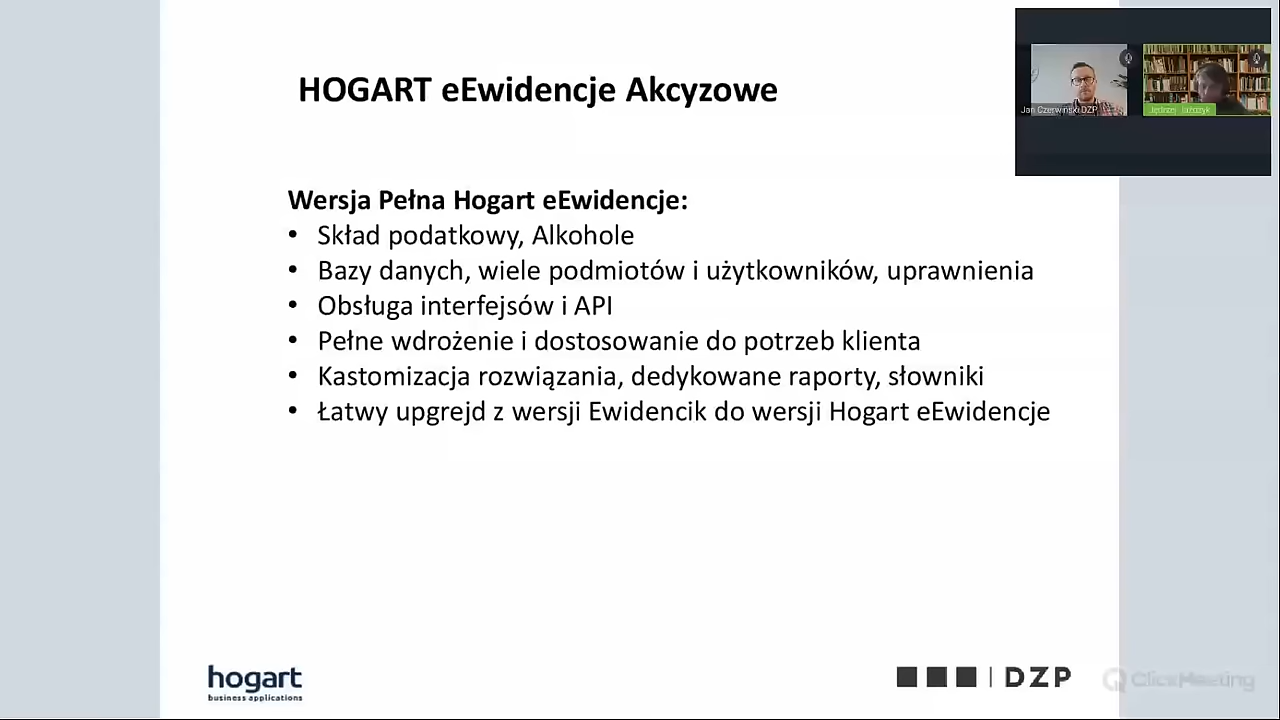 HOGART eEwidencje Akcyzowe
Jan Czerwiński DZP
Jędrzej
Wersja Pełna Hogart eEwidencje:
• Skład podatkowy, Alkohole
• Bazy danych, wiele podmiotów i użytkowników, uprawnienia
• Obsługa interfejsów i API
• Pełne wdrożenie i dostosowanie do potrzeb klienta
• Kastomizacja rozwiązania, dedykowane raporty, słowniki
• Łatwy upgrejd z wersji Ewidencik do wersji Hogart eEwidencje
hogart
business applications
DZP
ClickMeeting